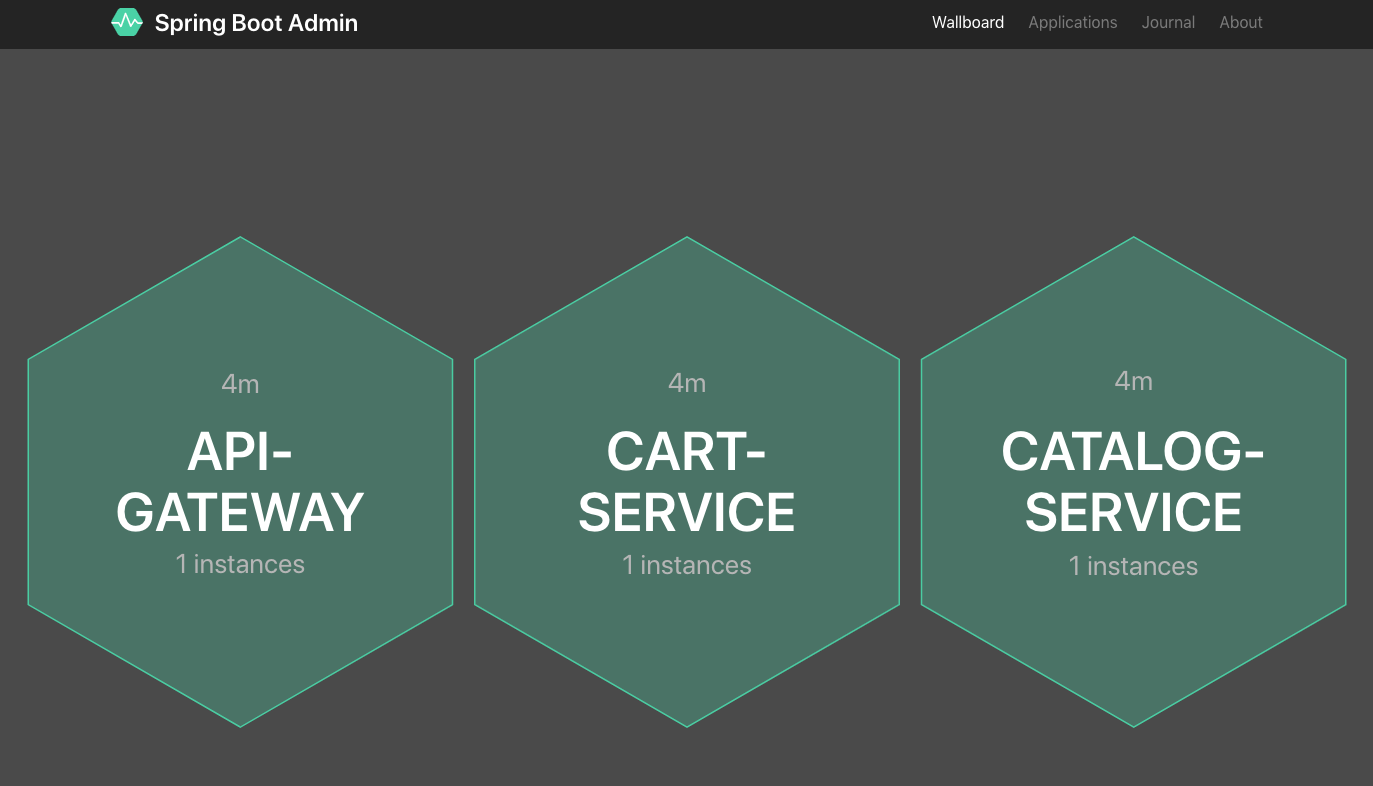 Spring Boot Admin
Wallboard Applications Journal About
4m
API-
GATEWAY
1 instances
4m
CART-
SERVICE
1 instances
4m
CATALOG-
SERVICE
1 instances